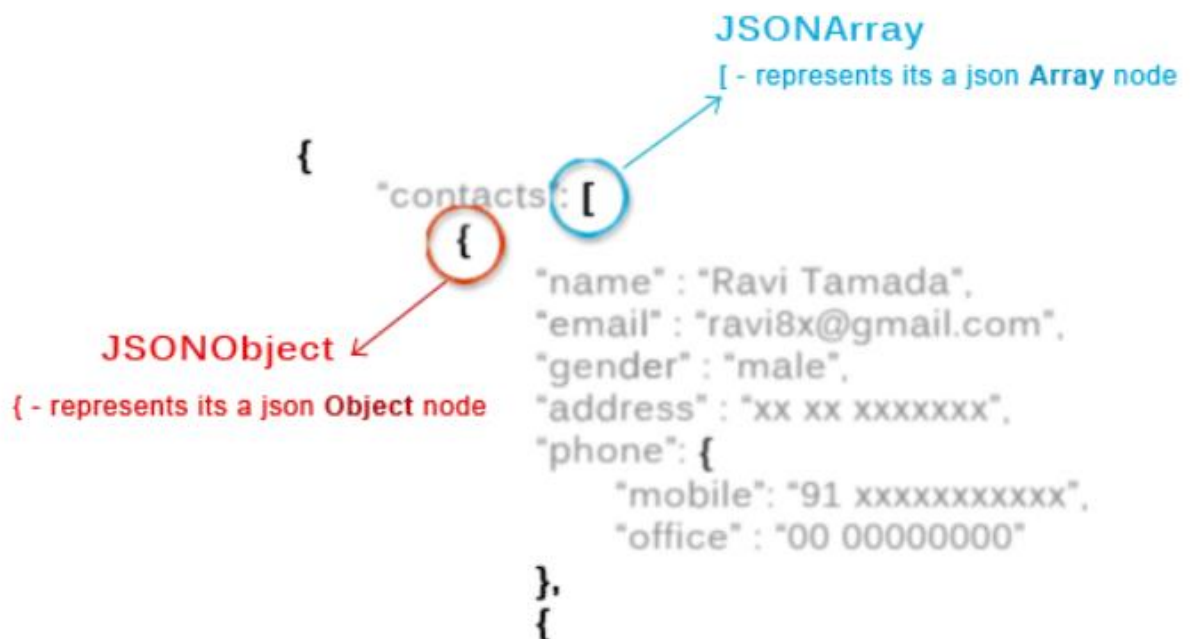 JSONArray
[ - represents its a json Array node
{
"contacts": [
{
"name" : "Ravi Tamada",
"email" : "ravi8x@gmail.com",
"gender" : "male",
JSONObject
"address" : "xx xx xxxxxxx",
{ - represents its a json Object node
"phone": {
"mobile": "91 xxxxxxxxxxx",
"office" : "00 00000000"
},
{